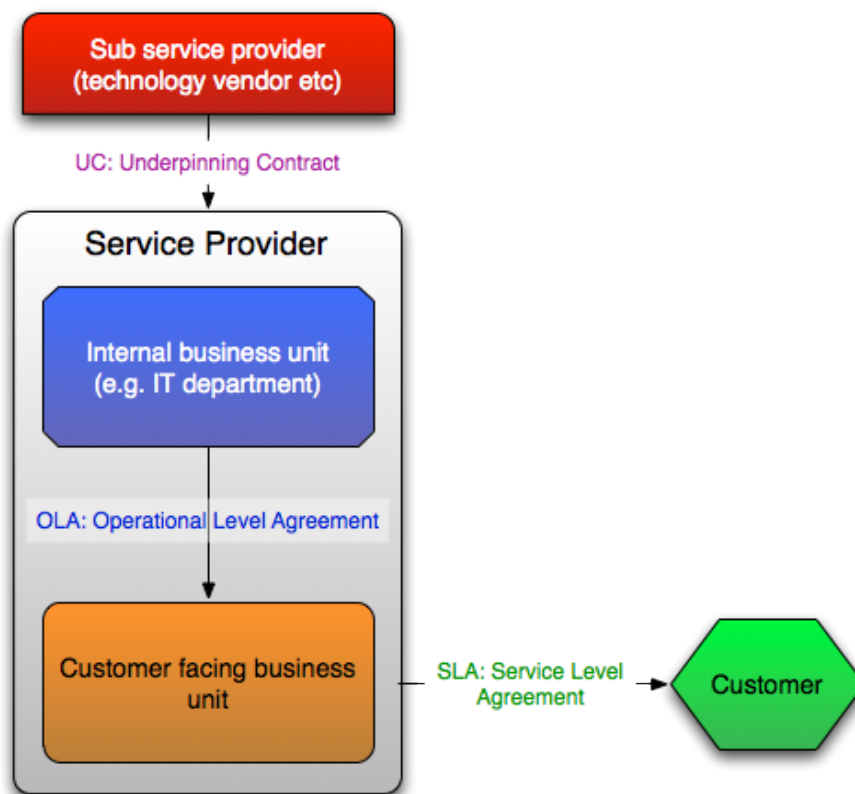 Sub service provider
(technology vendor etc)
UC: Underpinning Contract
Service Provider
Internal business unit
(e.g. IT department)
OLA: Operational Level Agreement
Customer facing business
unit
SLA: Service Level
Agreement
Customer